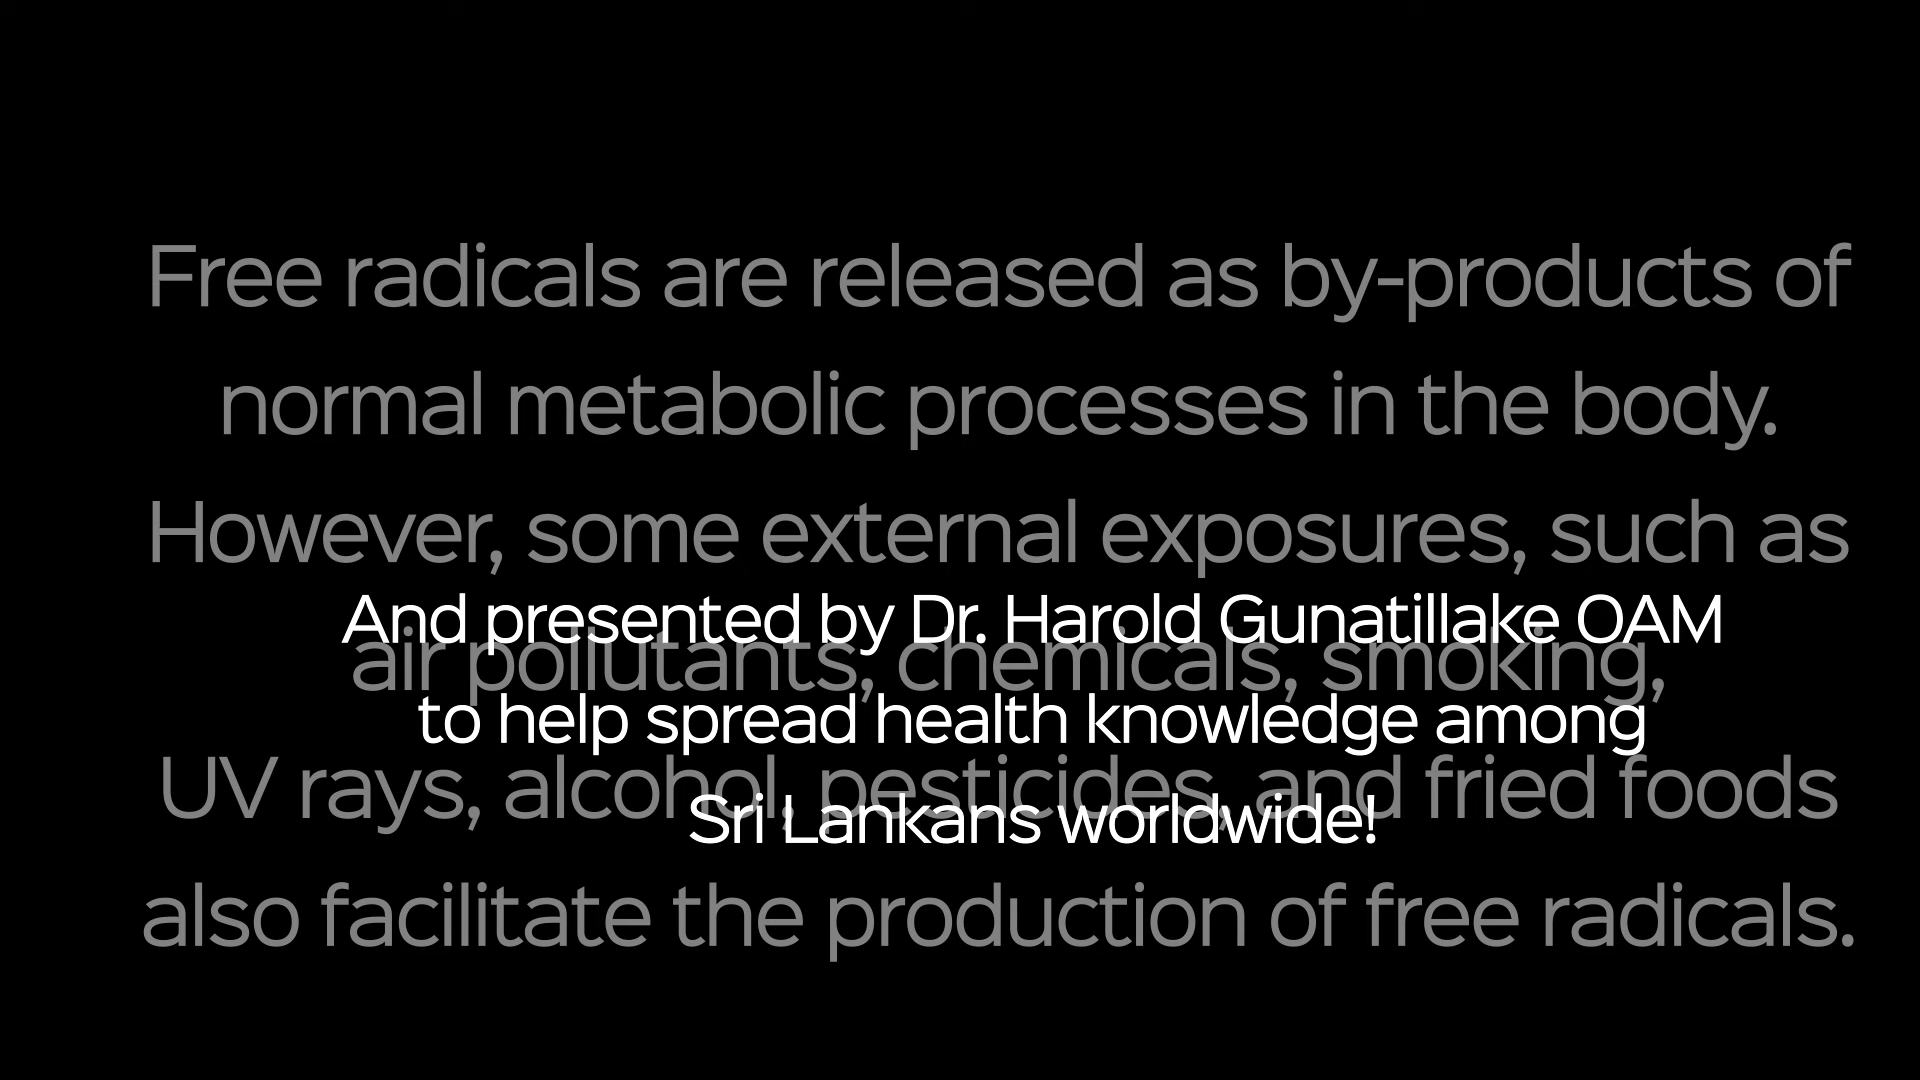 Free radicals are released as by-products of
normal metabolic processes in the body.
However, some external exposures, such as
And presented by Dr. Harold Gunatillake OAM
air pollutants, chemicals, smoking,
to help spread health knowledge among
UV rays, alcohol, pesticides, and fried foods
Sri Lankans worldwide!
also facilitate the production of free radicals.